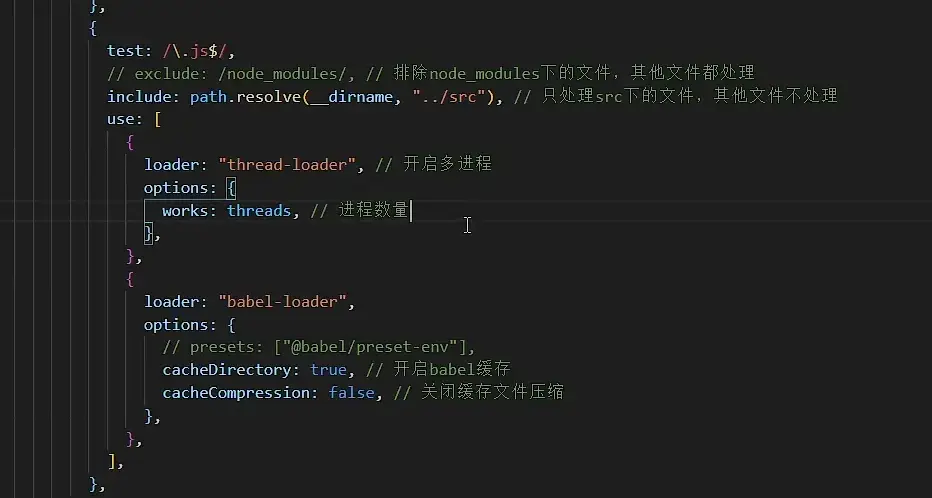 },
{
test: /\.js$/,
// exclude: /node_modules/, // 排除node_modules下的文件，其他文件都处理
include: path.resolve(__dirname, "../src"), // 只处理src下的文件，其他文件不处理
use: [
{
loader: "thread-loader", // 开启多进程
options: {
works: threads, // 进程数量
},
},
{
loader: "babel-loader",
options: {
// presets: ["@babel/preset-env"],
cacheDirectory: true, // 开启babel缓存
cacheCompression: false, // 关闭缓存文件压缩
},
},
],
},